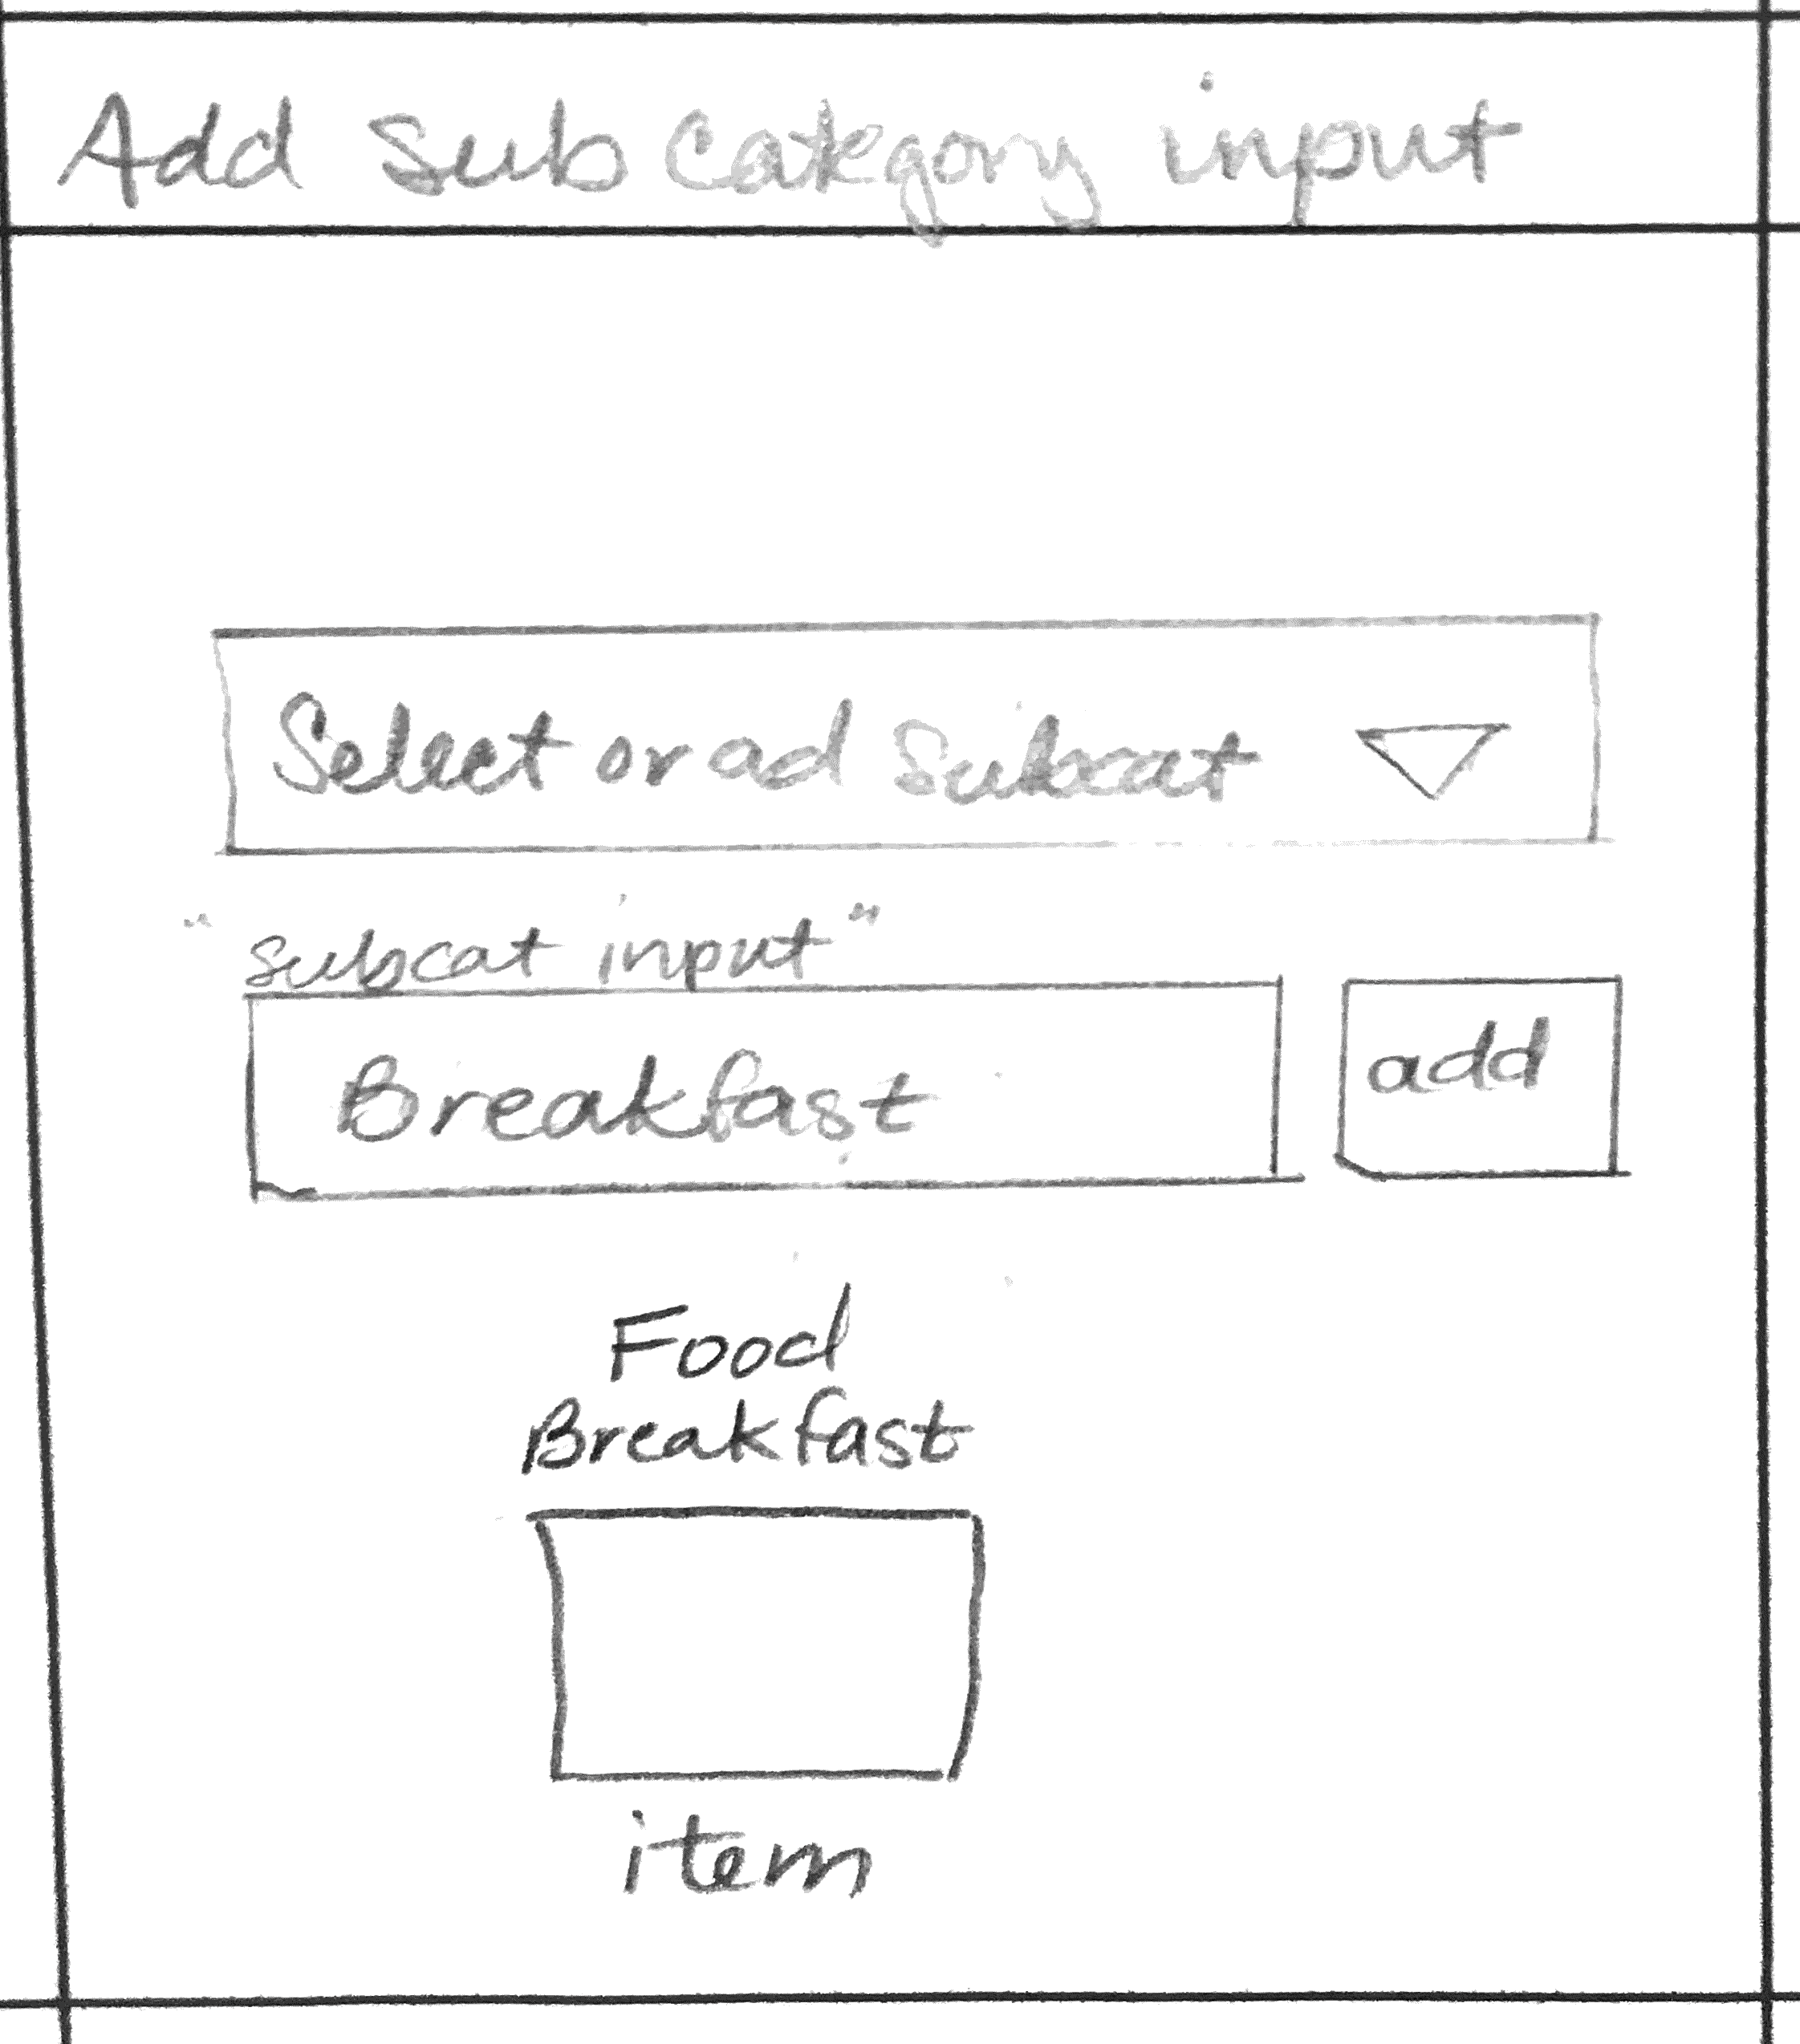 Add sub category input
Select or ad subcat
"subcat input"
Breakfast
add
Food
Breakfast
item